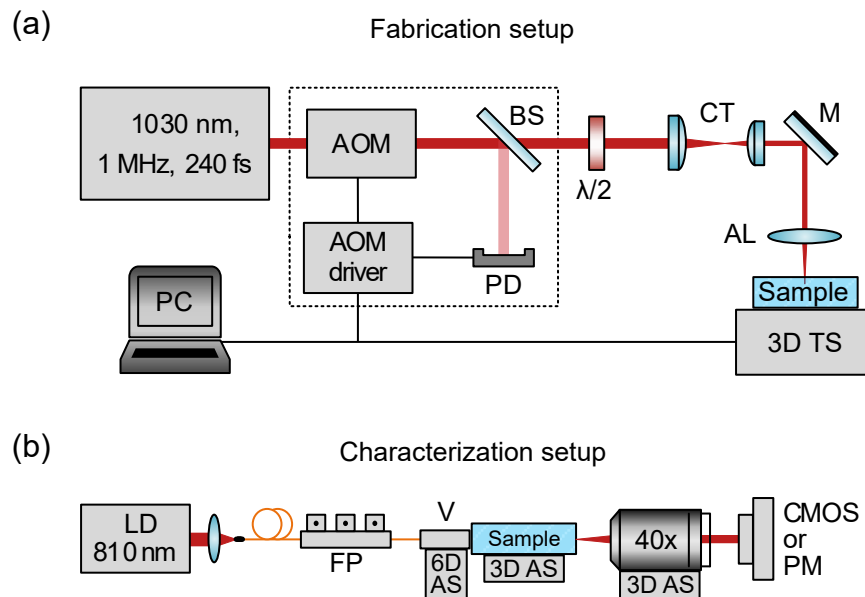 (a)
Fabrication setup
1030 nm,
1 MHz, 240 fs
AOM
BS
λ/2
CT
M
AOM
driver
PD
AL
Sample
3D TS
PC
(b)
Characterization setup
LD
810 nm
FP
V
6D
AS
Sample
3D AS
40x
3D AS
CMOS
or
PM